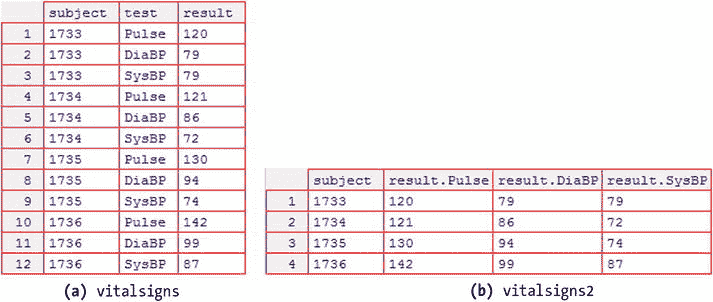 subject test result
1 1733 Pulse 120
2 1733 DiaBP 79
3 1733 SysBP 79
4 1734 Pulse 121
5 1734 DiaBP 86
6 1734 SysBP 72
7 1735 Pulse 130
8 1735 DiaBP 94
9 1735 SysBP 74
10 1736 Pulse 142
11 1736 DiaBP 99
12 1736 SysBP 87
(a) vitalsigns
subject result.Pulse result.DiaBP result.SysBP
1 1733 120 79 79
2 1734 121 86 72
3 1735 130 94 74
4 1736 142 99 87
(b) vitalsigns2